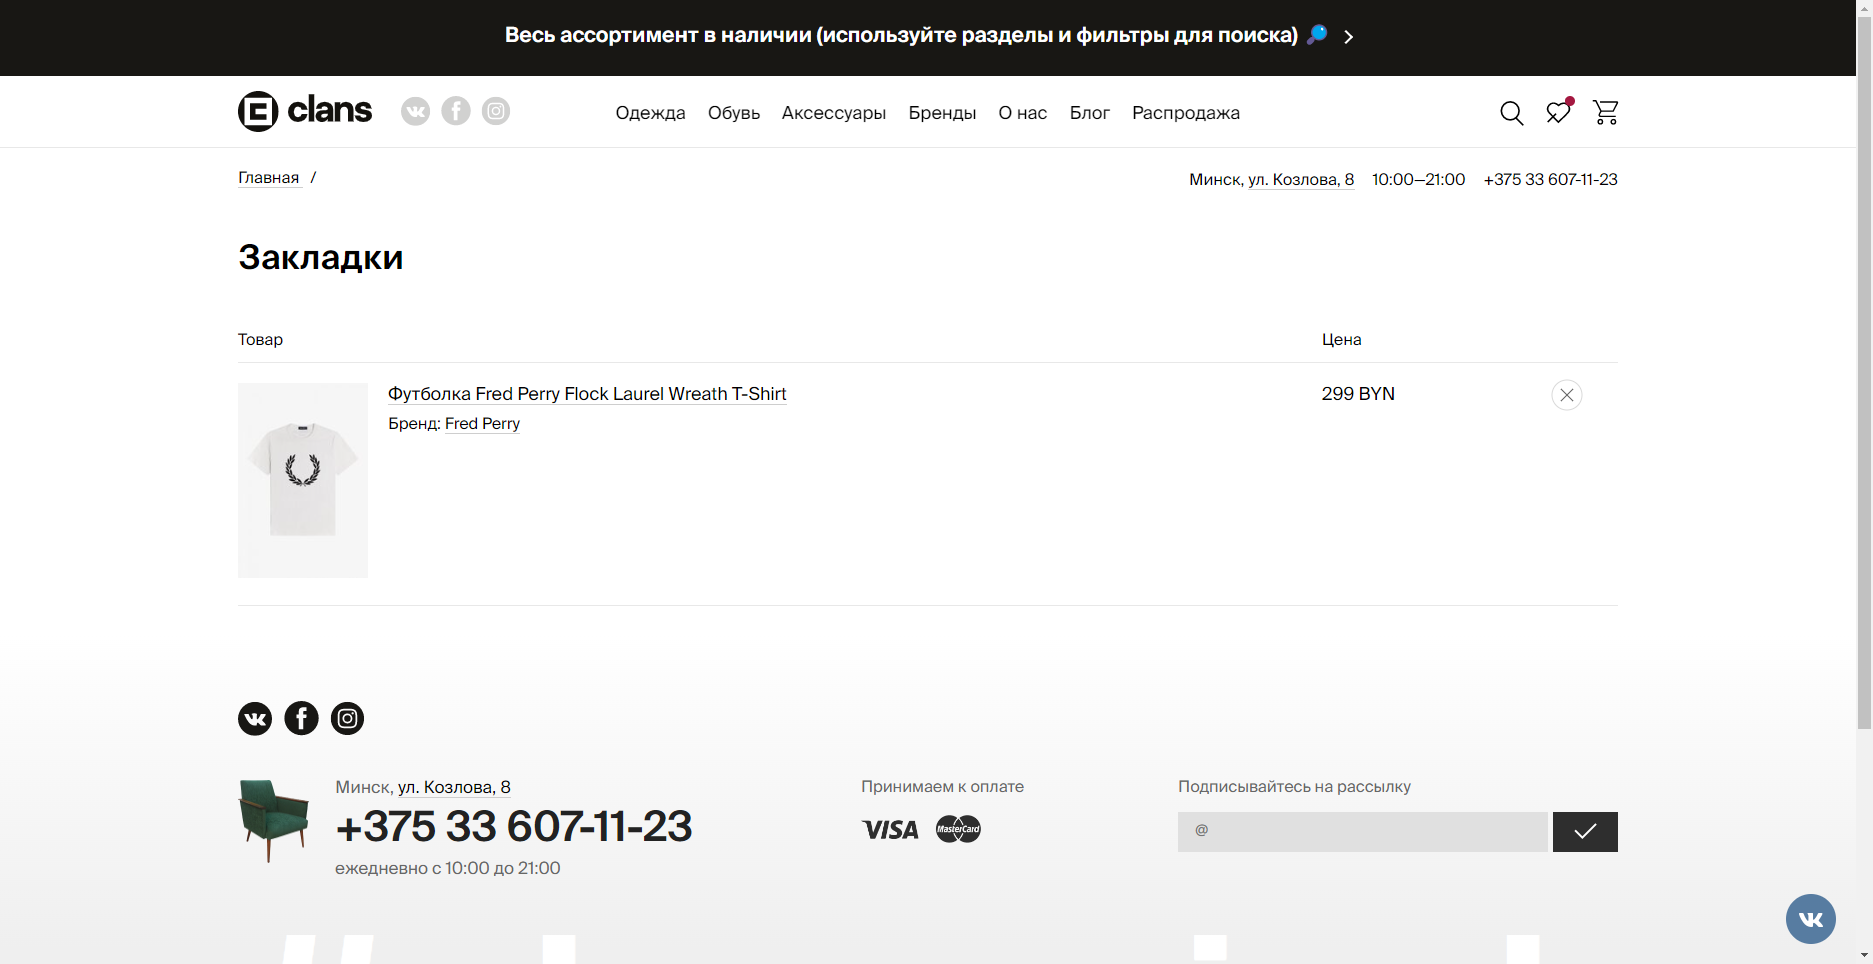 Весь ассортимент в наличии (используйте разделы и фильтры для поиска)
clans
Одежда Обувь Аксессуары Бренды О нас Блог Распродажа
Главная /
Минск, ул. Козлова, 8 10:00—21:00 +375 33 607-11-23
Закладки
Товар Цена
Футболка Fred Perry Flock Laurel Wreath T-Shirt 299 BYN
Бренд: Fred Perry
Минск, ул. Козлова, 8
+375 33 607-11-23
ежедневно с 10:00 до 21:00
Принимаем к оплате
VISA MasterCard
Подписывайтесь на рассылку
@